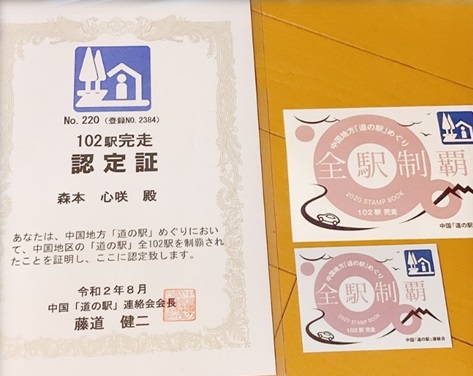 No. 220 (登録NO. 2384)
102駅完走
認定証
森本 心咲 殿
あなたは、中国地方「道の駅」めぐりにおい
て、中国地区の「道の駅」全102駅を制覇され
たことを証明し、ここに認定致します。
令和2年8月
中国「道の駅」連絡会会長
藤道 健二
中国地方「道の駅」めぐり
全駅制覇
2020 STAMP BOOK
102駅 完走
中国「道の駅」連絡会
中国地方「道の駅」めぐり
全駅制覇
2020 STAMP BOOK
102駅 完走
中国「道の駅」連絡会